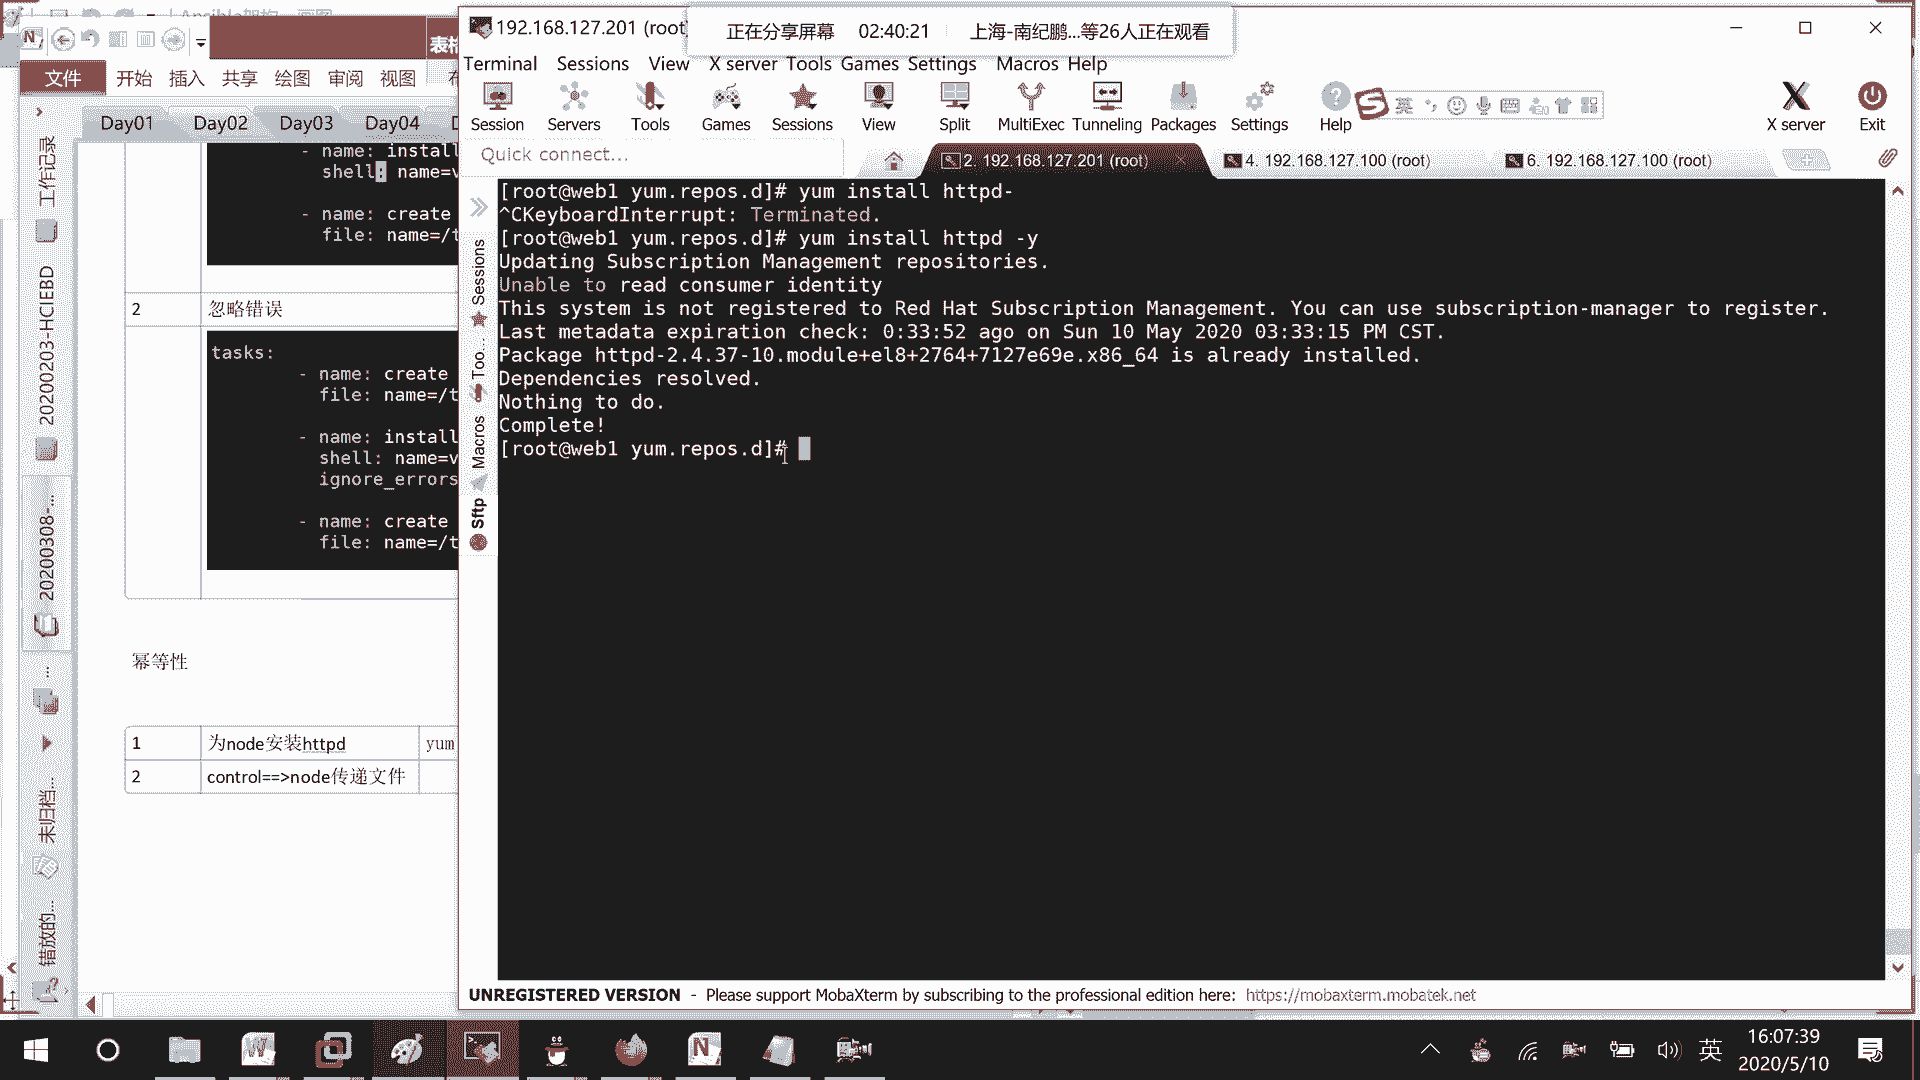 192.168.127.201 (root)
正在分享屏幕 02:40:21 上海-南纪鹏...等26人正在观看
Terminal Sessions View X server Tools Games Settings Macros Help
Session Servers Tools Games Sessions View Split MultiExec Tunneling Packages Settings Help 英 X server Exit
Quick connect...
2. 192.168.127.201 (root)
4. 192.168.127.100 (root)
6. 192.168.127.100 (root)
文件 开始 插入 共享 绘图 审阅 视图
Day01 Day02 Day03 Day04
工作记录
20200203-HCIEBD
20200308-...
未归档...
错放的...
- name: install
shell: name=v
- name: create
file: name=/t
2 忽略错误
tasks:
- name: create
file: name=/t
- name: install
shell: name=v
ignore_errors
- name: create
file: name=/t
幂等性
1 为node安装httpd yum
2 control==>node传递文件
Sessions
Too...
Macros
Sftp
[root@web1 yum.repos.d]# yum install httpd-
^CKeyboardInterrupt: Terminated.
[root@web1 yum.repos.d]# yum install httpd -y
Updating Subscription Management repositories.
Unable to read consumer identity
This system is not registered to Red Hat Subscription Management. You can use subscription-manager to register.
Last metadata expiration check: 0:33:52 ago on Sun 10 May 2020 03:33:15 PM CST.
Package httpd-2.4.37-10.module+el8+2764+7127e69e.x86_64 is already installed.
Dependencies resolved.
Nothing to do.
Complete!
[root@web1 yum.repos.d]#
UNREGISTERED VERSION - Please support MobaXterm by subscribing to the professional edition here: https://mobaxterm.mobatek.net
英
16:07:39
2020/5/10